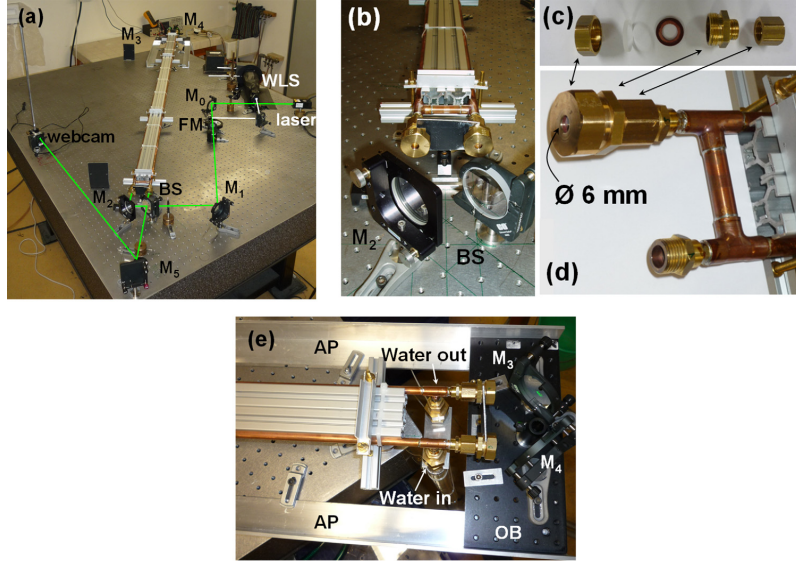 (a)
M4
M3
M0
WLS
FM
laser
webcam
M2
BS
M1
M5
(b)
M2
BS
(c)
Ø 6 mm
(d)
(e)
AP
Water out
M3
M4
Water in
AP
OB